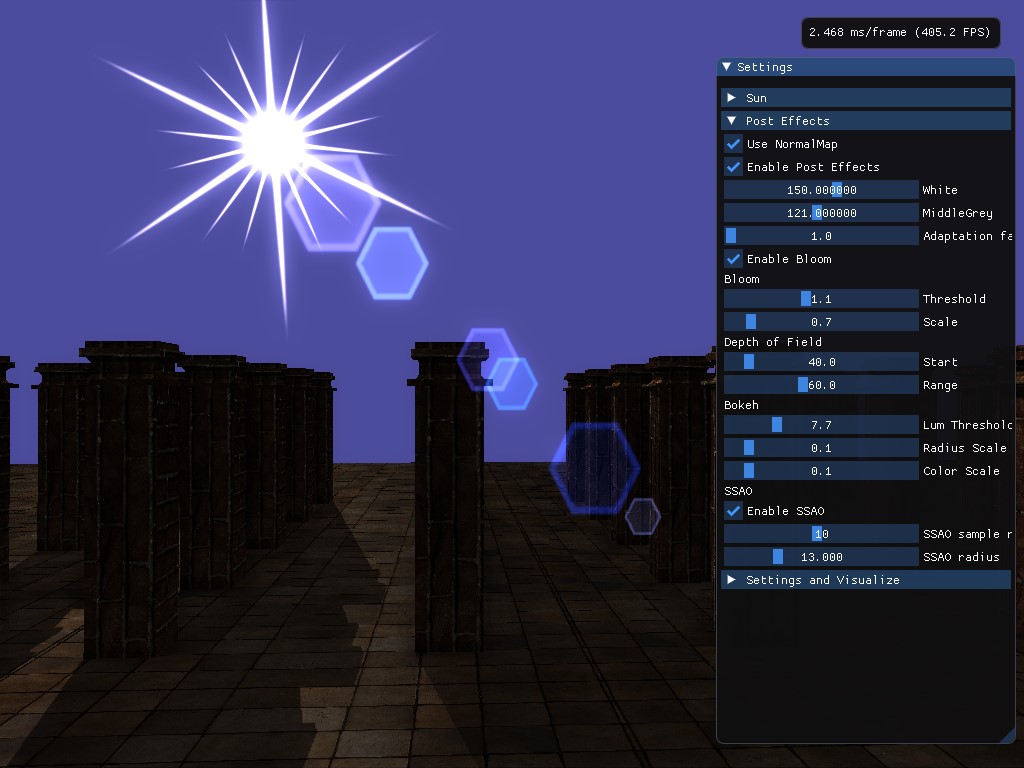 2.468 ms/frame (405.2 FPS)
Settings
Sun
Post Effects
Use NormalMap
Enable Post Effects
150.000000 White
121.000000 MiddleGrey
1.0 Adaptation fa
Enable Bloom
Bloom
1.1 Threshold
0.7 Scale
Depth of Field
40.0 Start
60.0 Range
Bokeh
7.7 Lum Threshold
0.1 Radius Scale
0.1 Color Scale
SSAO
Enable SSAO
10 SSAO sample r
13.000 SSAO radius
Settings and Visualize